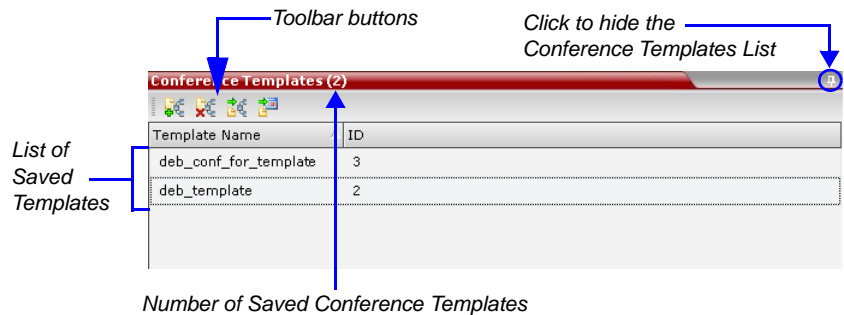 Toolbar buttons
Click to hide the
Conference Templates List
Conference Templates (2)
Template Name ID
deb_conf_for_template 3
deb_template 2
List of
Saved
Templates
Number of Saved Conference Templates